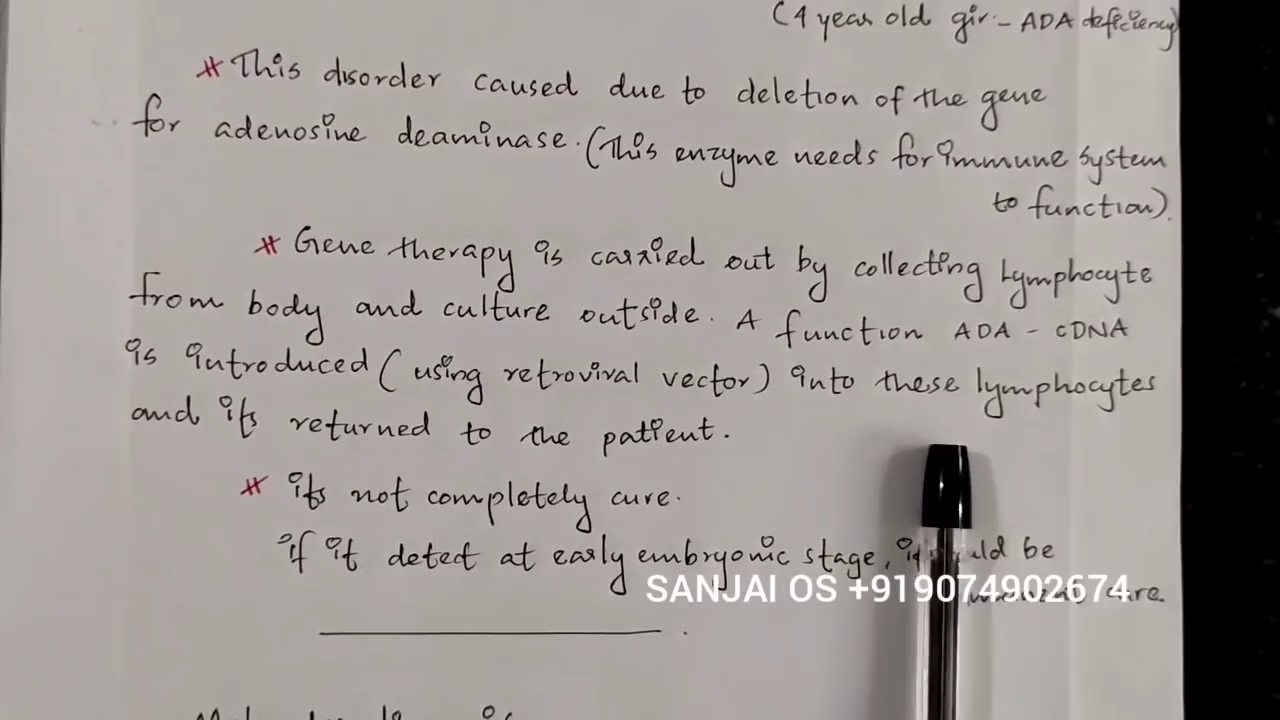 (4 year old gir - ADA deficiency)
* This disorder caused due to deletion of the gene
for adenosine deaminase. (This enzyme needs for immune system
to function).
* Gene therapy is carried out by collecting Lymphocyte
from body and culture outside. A function ADA - CDNA
is introduced (using retroviral vector) into these lymphocytes
and its returned to the patient.
* its not completely cure.
if it detect at early embryonic stage, be
SANJAI OS +919074902674